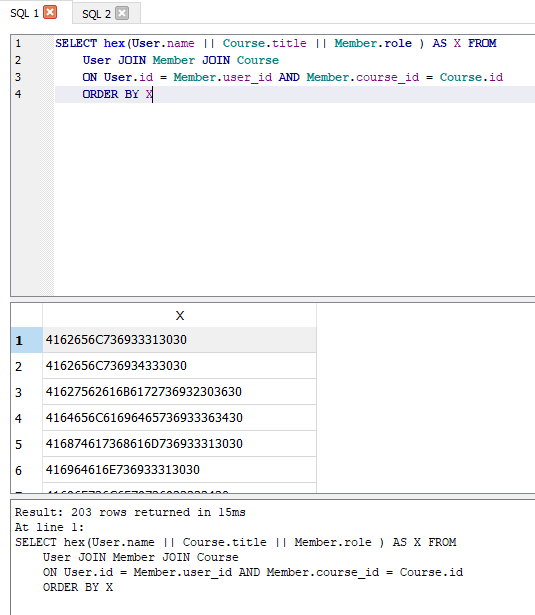 SQL 1
SQL 2
1 SELECT hex(User.name || Course.title || Member.role ) AS X FROM
2 User JOIN Member JOIN Course
3 ON User.id = Member.user_id AND Member.course_id = Course.id
4 ORDER BY X
X
1 4162656C736933313030
2 4162656C736934333030
3 41627562616B6172736932303630
4 4164656C61696465736933363430
5 416874617368616D736933313030
6 416964616E736933313030
Result: 203 rows returned in 15ms
At line 1:
SELECT hex(User.name || Course.title || Member.role ) AS X FROM
User JOIN Member JOIN Course
ON User.id = Member.user_id AND Member.course_id = Course.id
ORDER BY X